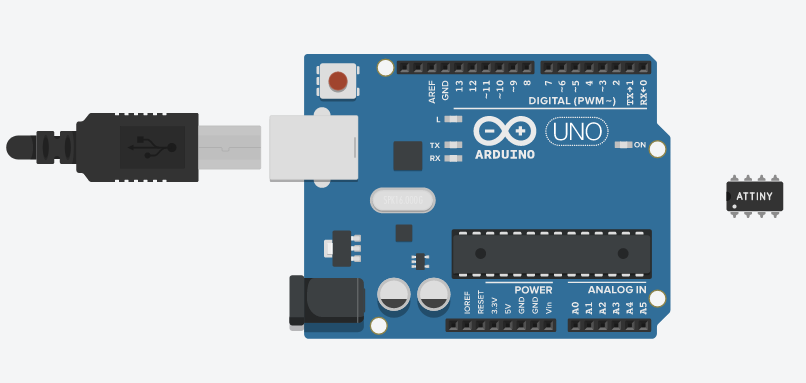 AREF
GND
13
12
~11
~10
~9
8
7
~6
~5
4
~3
2
TX→1
RX←0
DIGITAL (PWM~)
L
TX
RX
ARDUINO
UNO
ON
ATTINY
POWER
ANALOG IN
IOREF
RESET
3.3V
5V
GND
GND
Vin
A0
A1
A2
A3
A4
A5